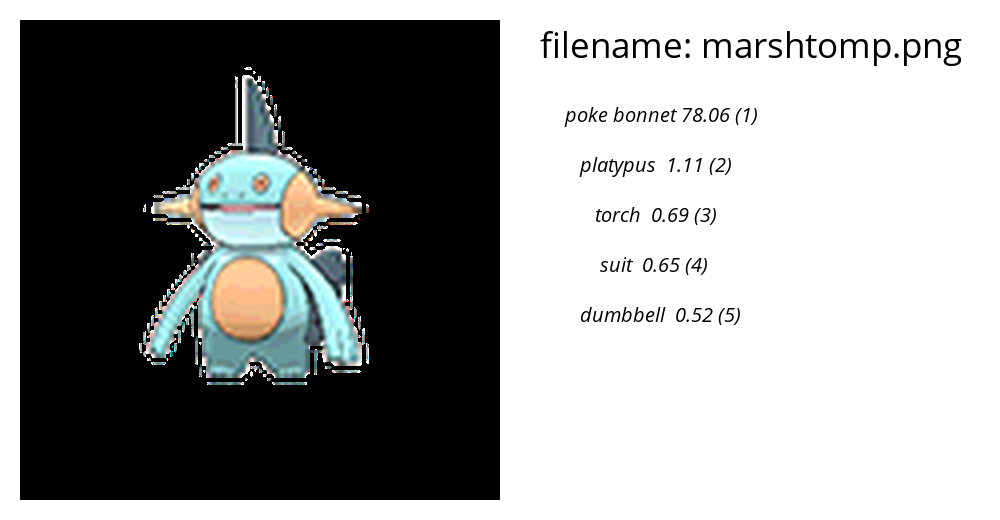 filename: marshtomp.png
poke bonnet 78.06 (1)
platypus 1.11 (2)
torch 0.69 (3)
suit 0.65 (4)
dumbbell 0.52 (5)